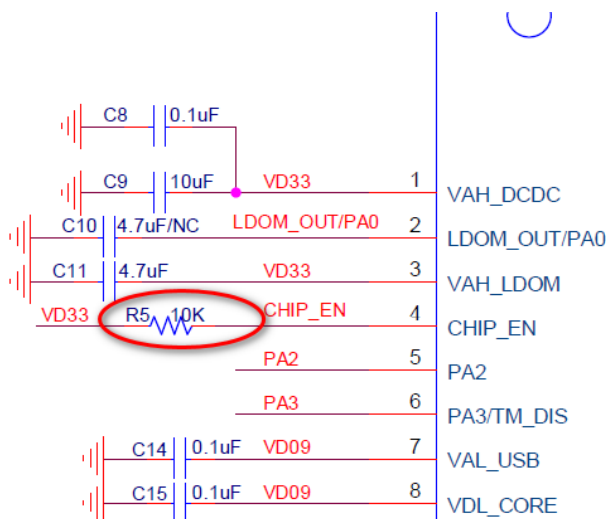 C8 0.1uF
C9 10uF VD33 1 VAH_DCDC
C10 4.7uF/NC LDOM_OUT/PA0 2 LDOM_OUT/PA0
C11 4.7uF VD33 3 VAH_LDOM
VD33 R5 10K CHIP_EN 4 CHIP_EN
PA2 5 PA2
PA3 6 PA3/TM_DIS
C14 0.1uF VD09 7 VAL_USB
C15 0.1uF VD09 8 VDL_CORE